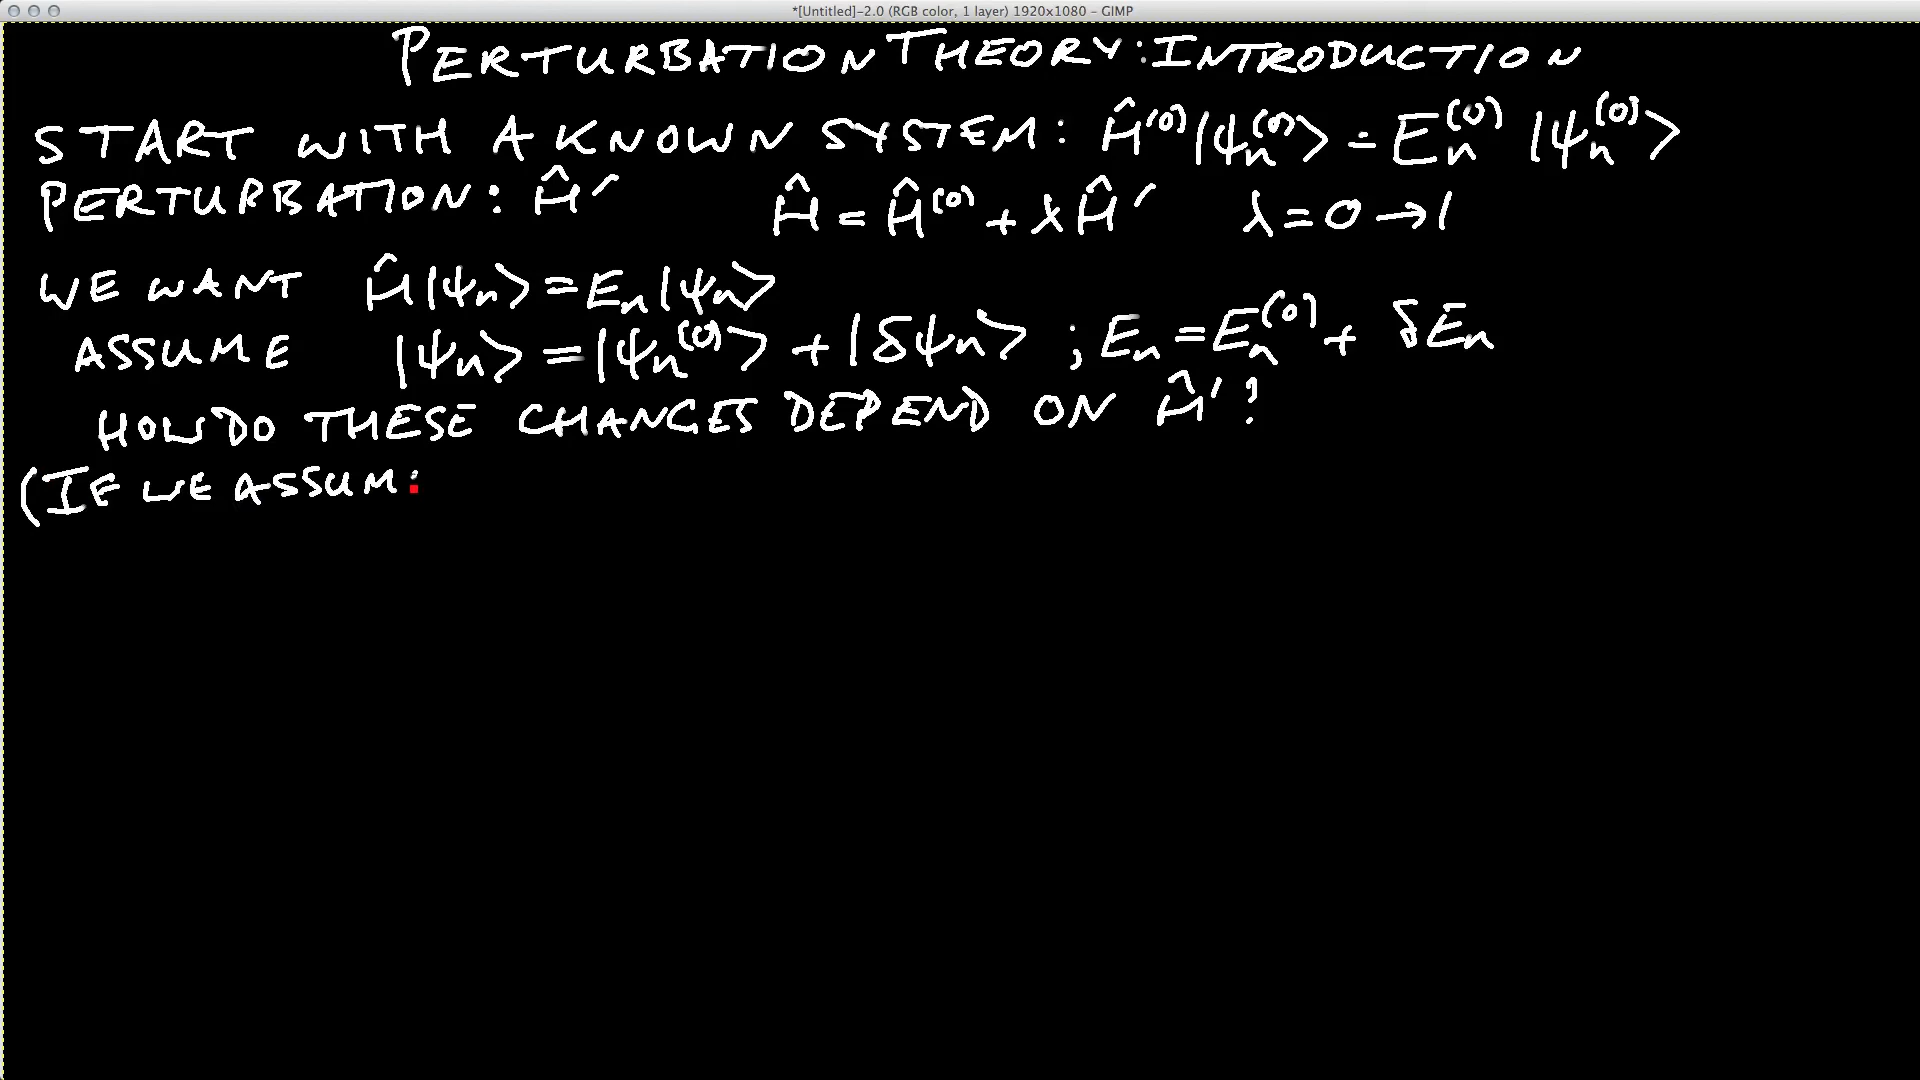 *[Untitled]-2.0 (RGB color, 1 layer) 1920x1080 – GIMP
PERTURBATION THEORY: INTRODUCTION
START WITH A KNOWN SYSTEM: Ĥ⁽⁰⁾|ψₙ⁽⁰⁾⟩ = Eₙ⁽⁰⁾ |ψₙ⁽⁰⁾⟩
PERTURBATION: Ĥ′ Ĥ = Ĥ⁽⁰⁾ + λĤ′ λ = 0 → 1
WE WANT Ĥ|ψₙ⟩ = Eₙ|ψₙ⟩
ASSUME |ψₙ⟩ = |ψₙ⁽⁰⁾⟩ + |δψₙ⟩ ; Eₙ = Eₙ⁽⁰⁾ + δEₙ
HOW DO THESE CHANGES DEPEND ON Ĥ′?
(IF WE ASSUM: